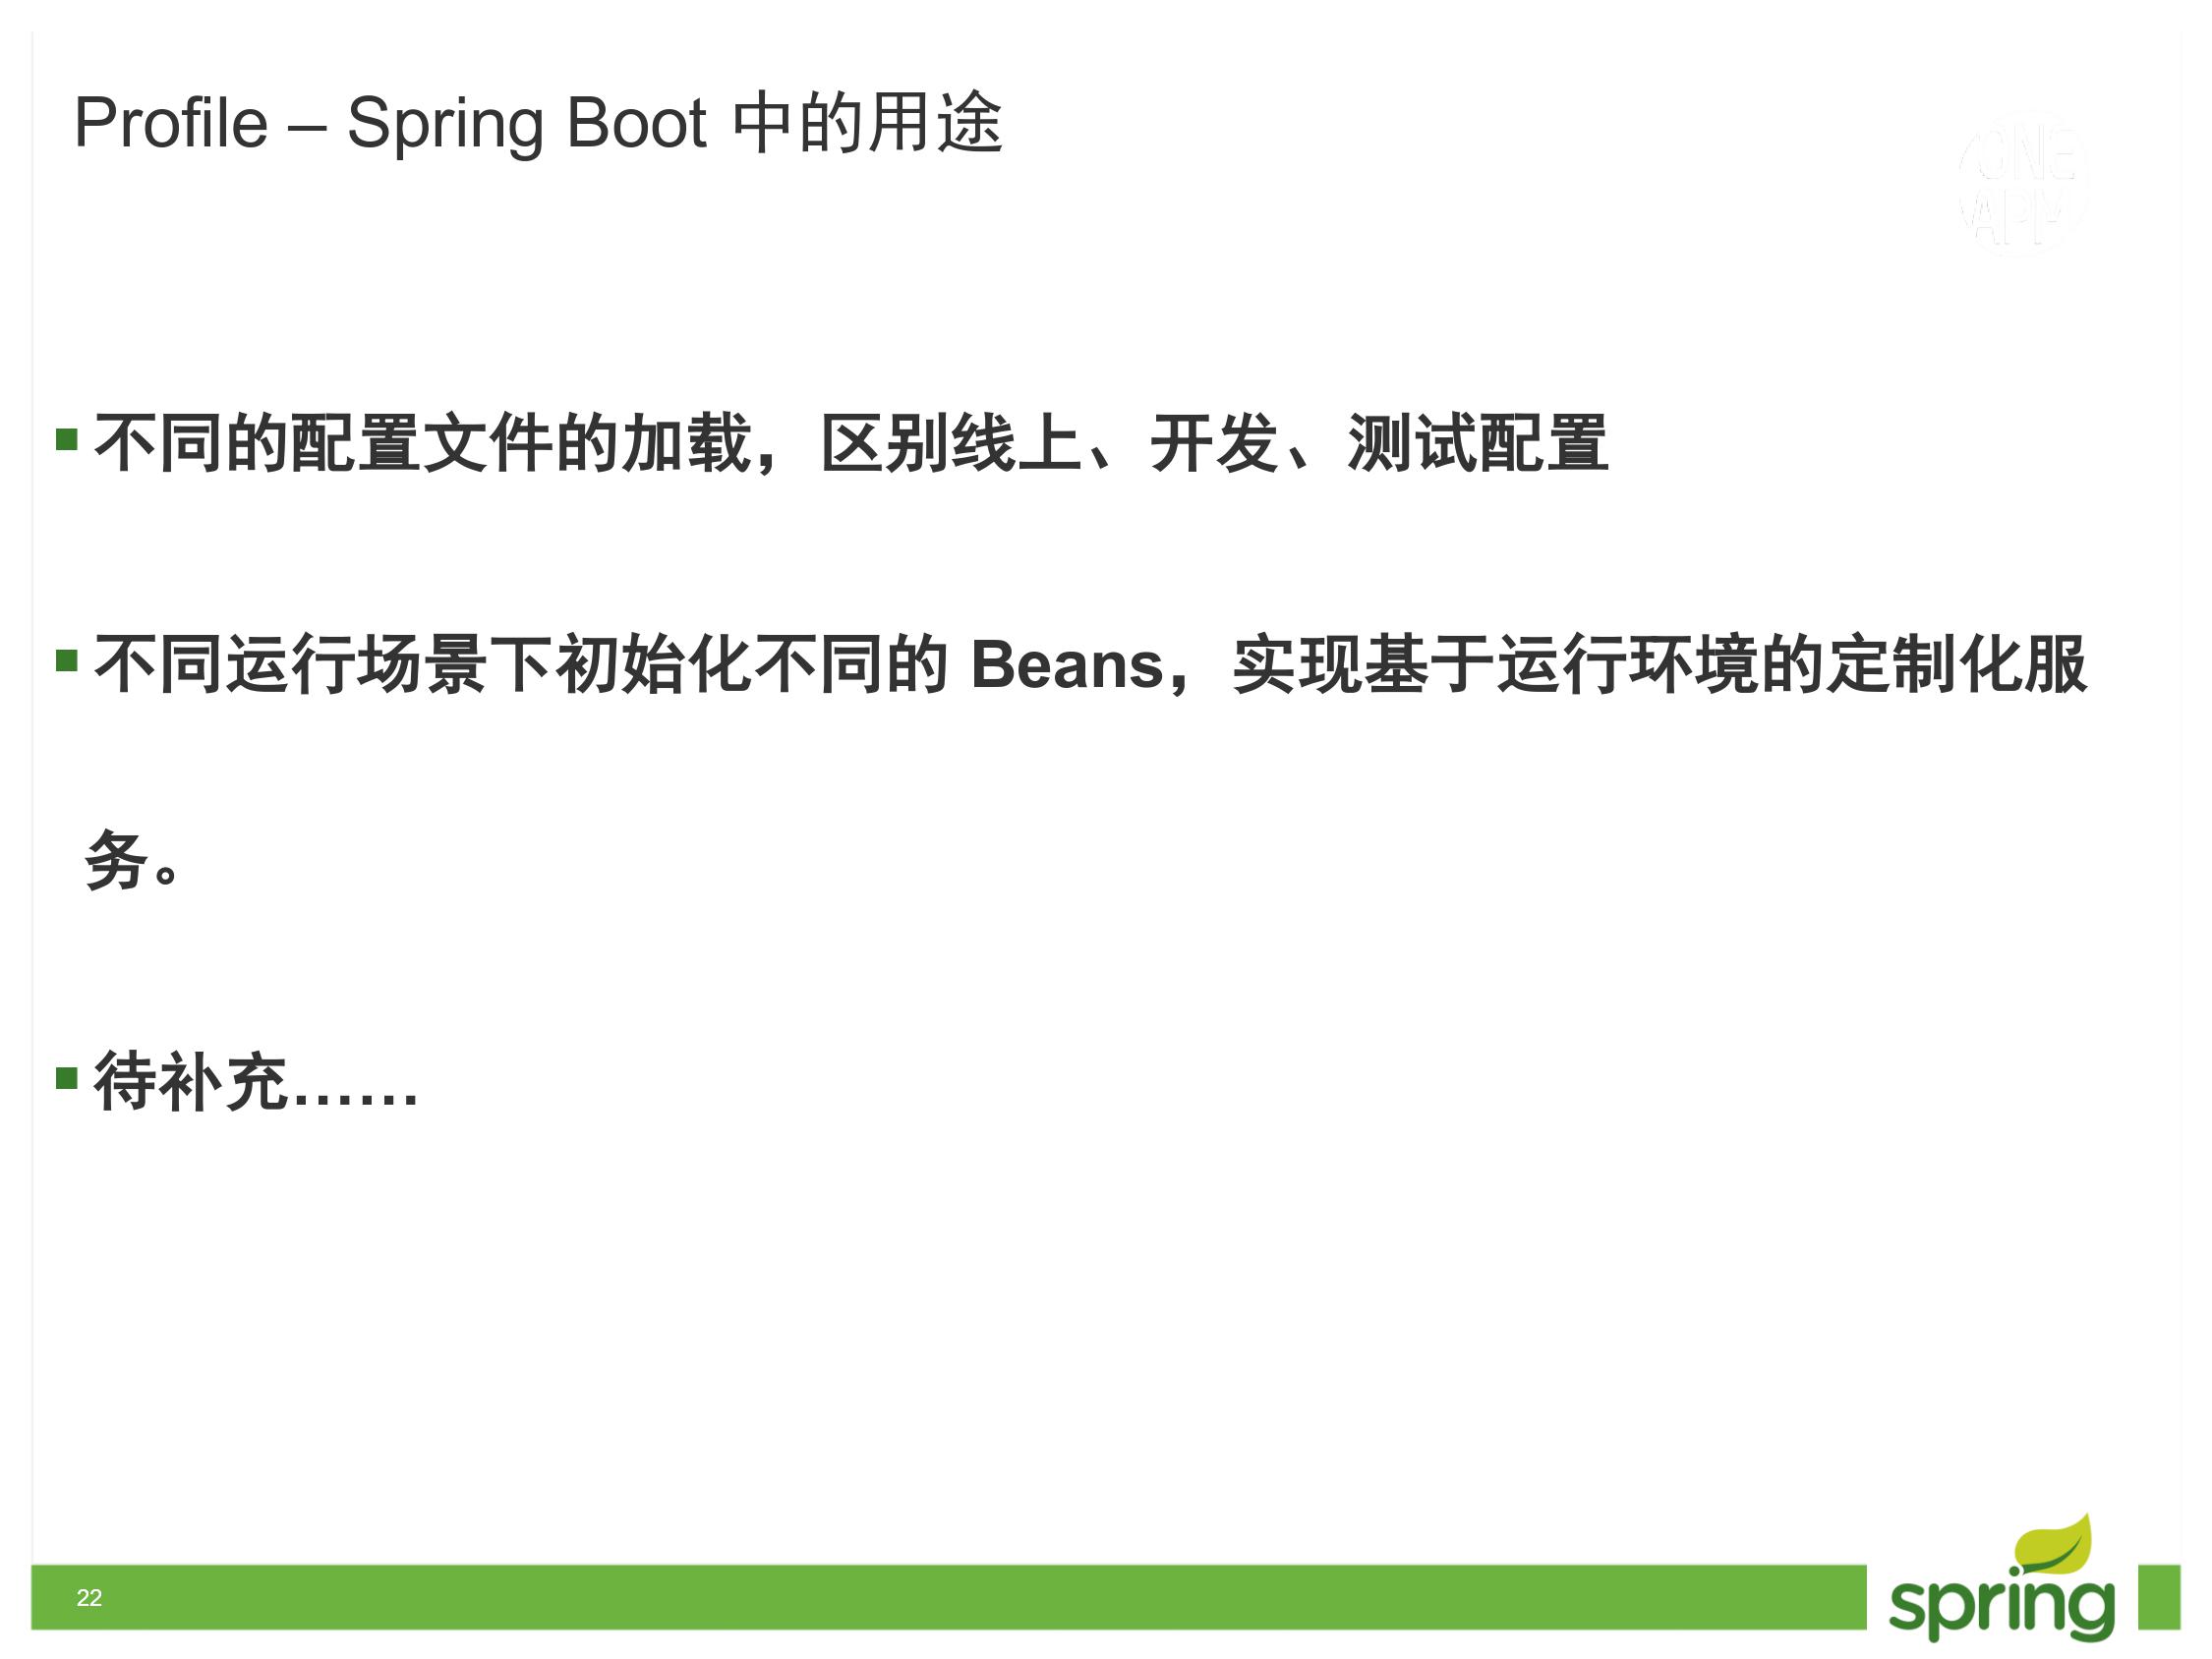 Profile – Spring Boot 中的用途
ONE
APM
不同的配置文件的加载，区别线上、开发、测试配置
不同运行场景下初始化不同的 Beans，实现基于运行环境的定制化服
务。
待补充......
22
spring